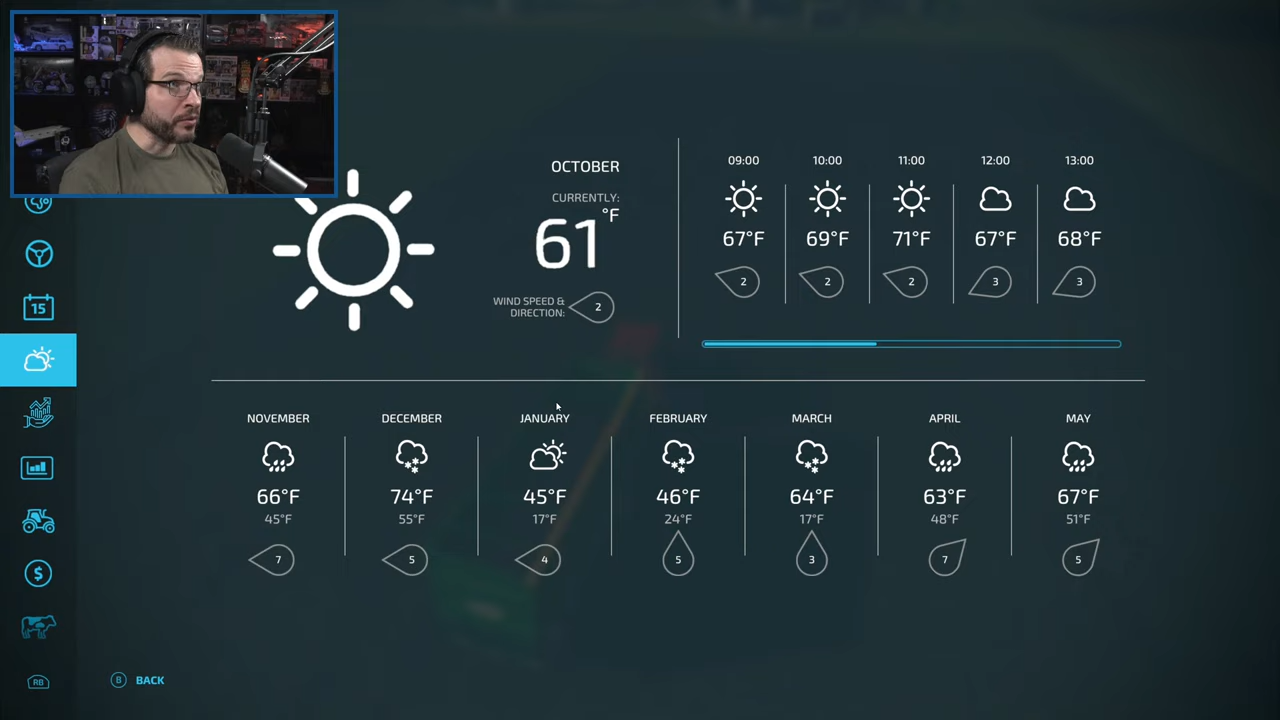 OCTOBER
CURRENTLY:
61 °F
WIND SPEED &
DIRECTION:
2
09:00 10:00 11:00 12:00 13:00
67°F 69°F 71°F 67°F 68°F
2 2 2 3 3
15
NOVEMBER DECEMBER JANUARY FEBRUARY MARCH APRIL MAY
66°F 74°F 45°F 46°F 64°F 63°F 67°F
45°F 55°F 17°F 24°F 17°F 48°F 51°F
7 5 4 5 3 7 5
$
RB
B BACK